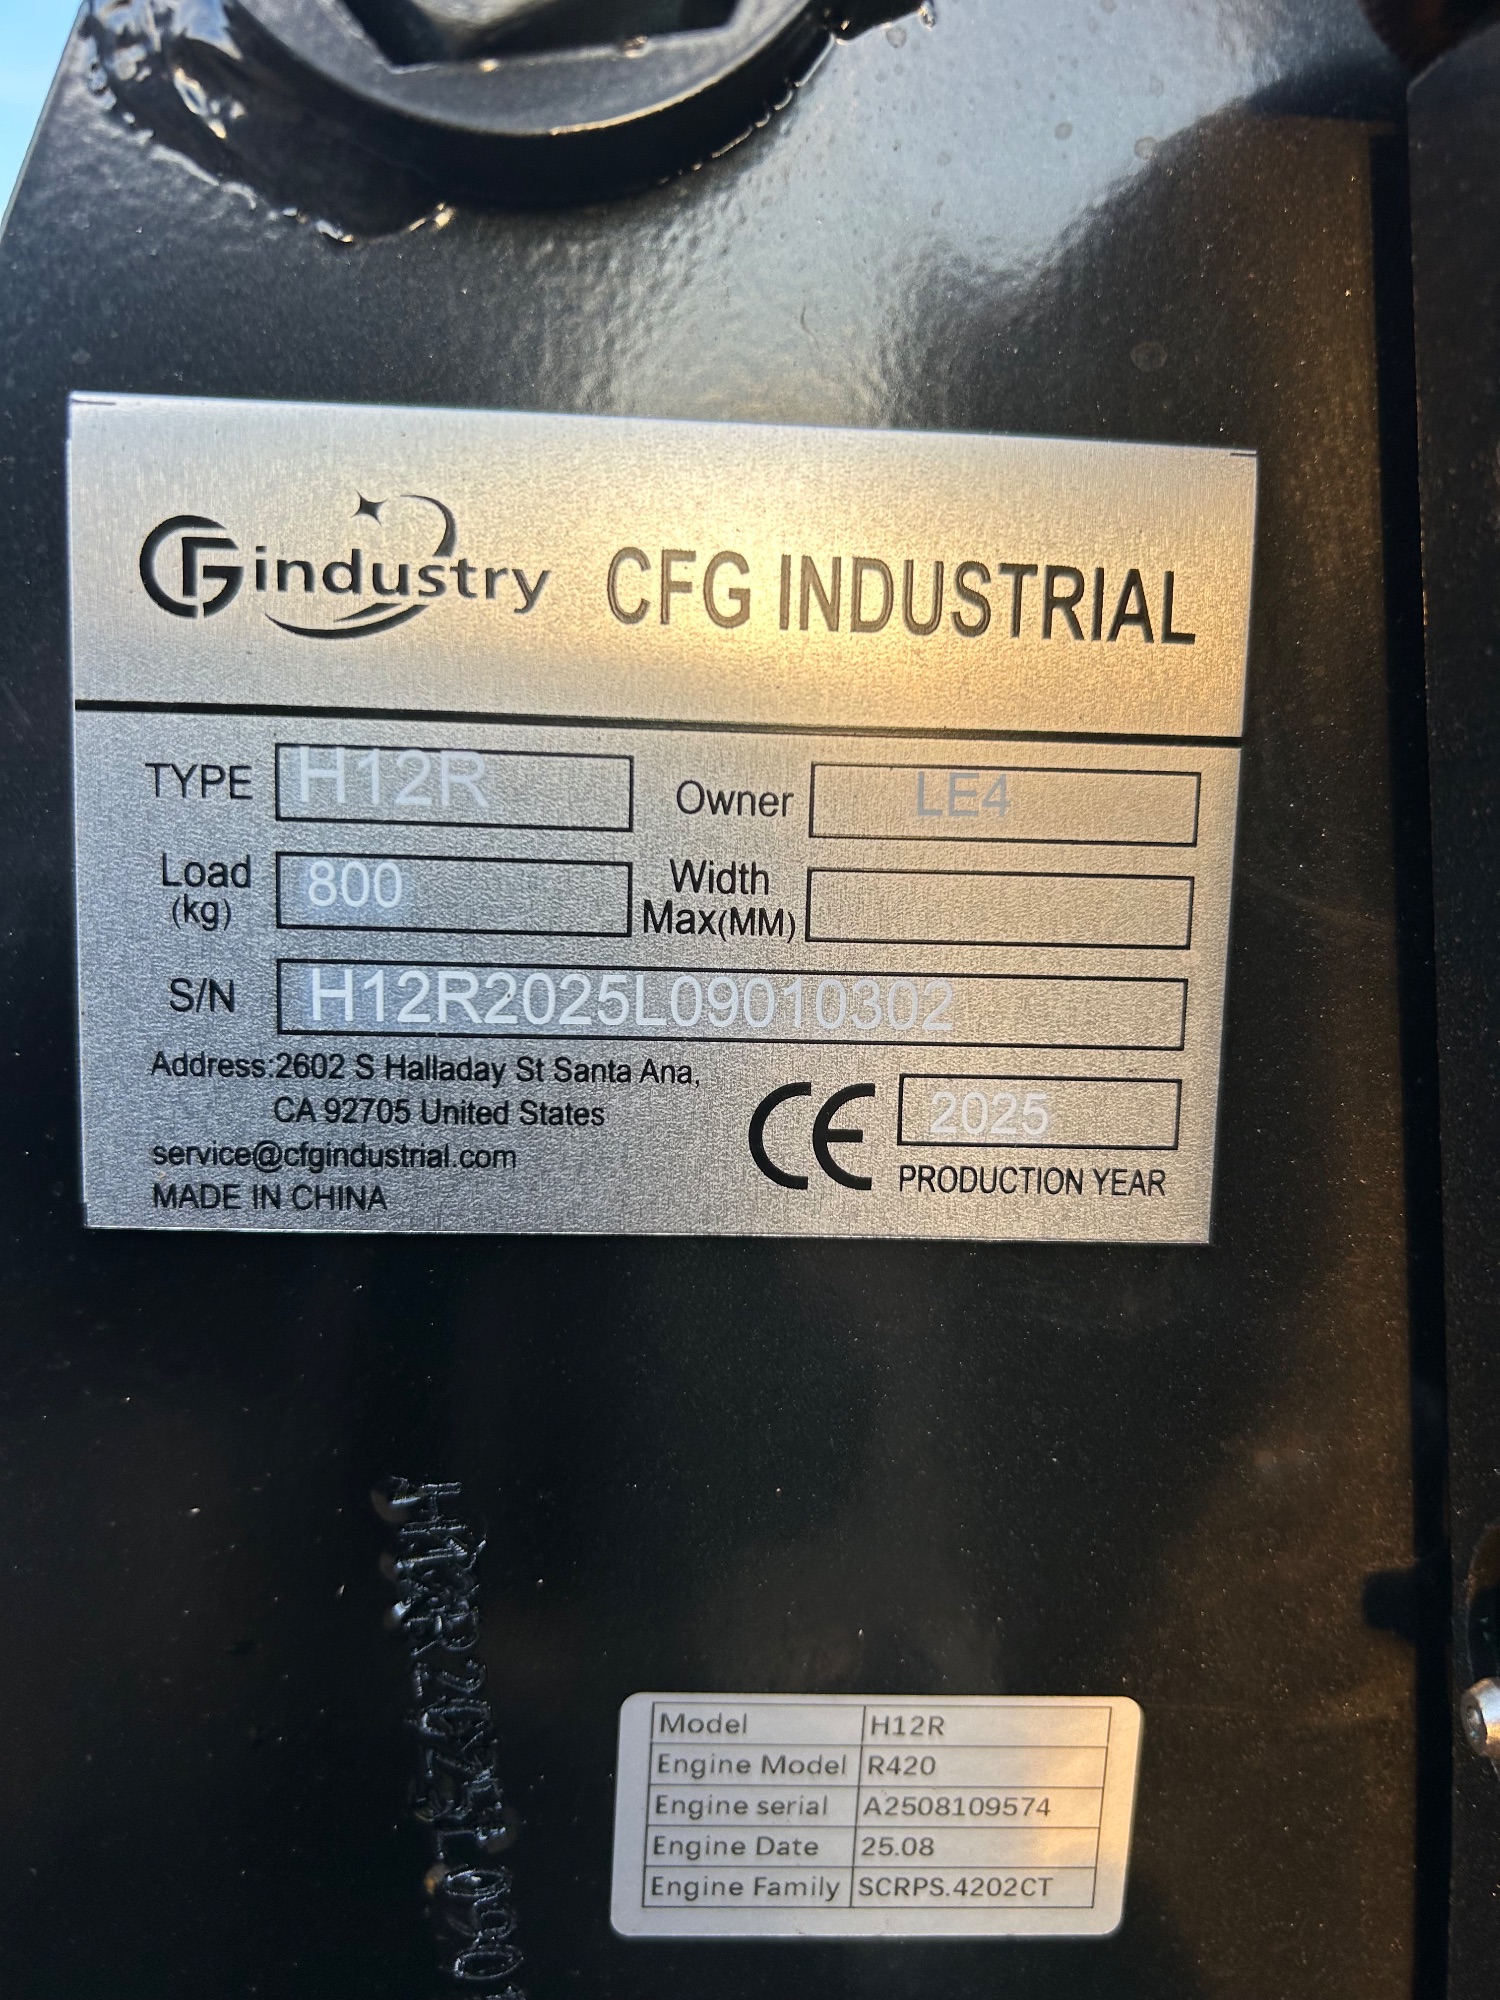 CFG industry CFG INDUSTRIAL
TYPE H12R Owner LE4
Load (kg) 800 Width Max(MM)
S/N H12R2025L09010302
Address:2602 S Halladay St Santa Ana,
CA 92705 United States
service@cfgindustrial.com
MADE IN CHINA
CE 2025
PRODUCTION YEAR
Model H12R
Engine Model R420
Engine serial A2508109574
Engine Date 25.08
Engine Family SCRPS.4202CT